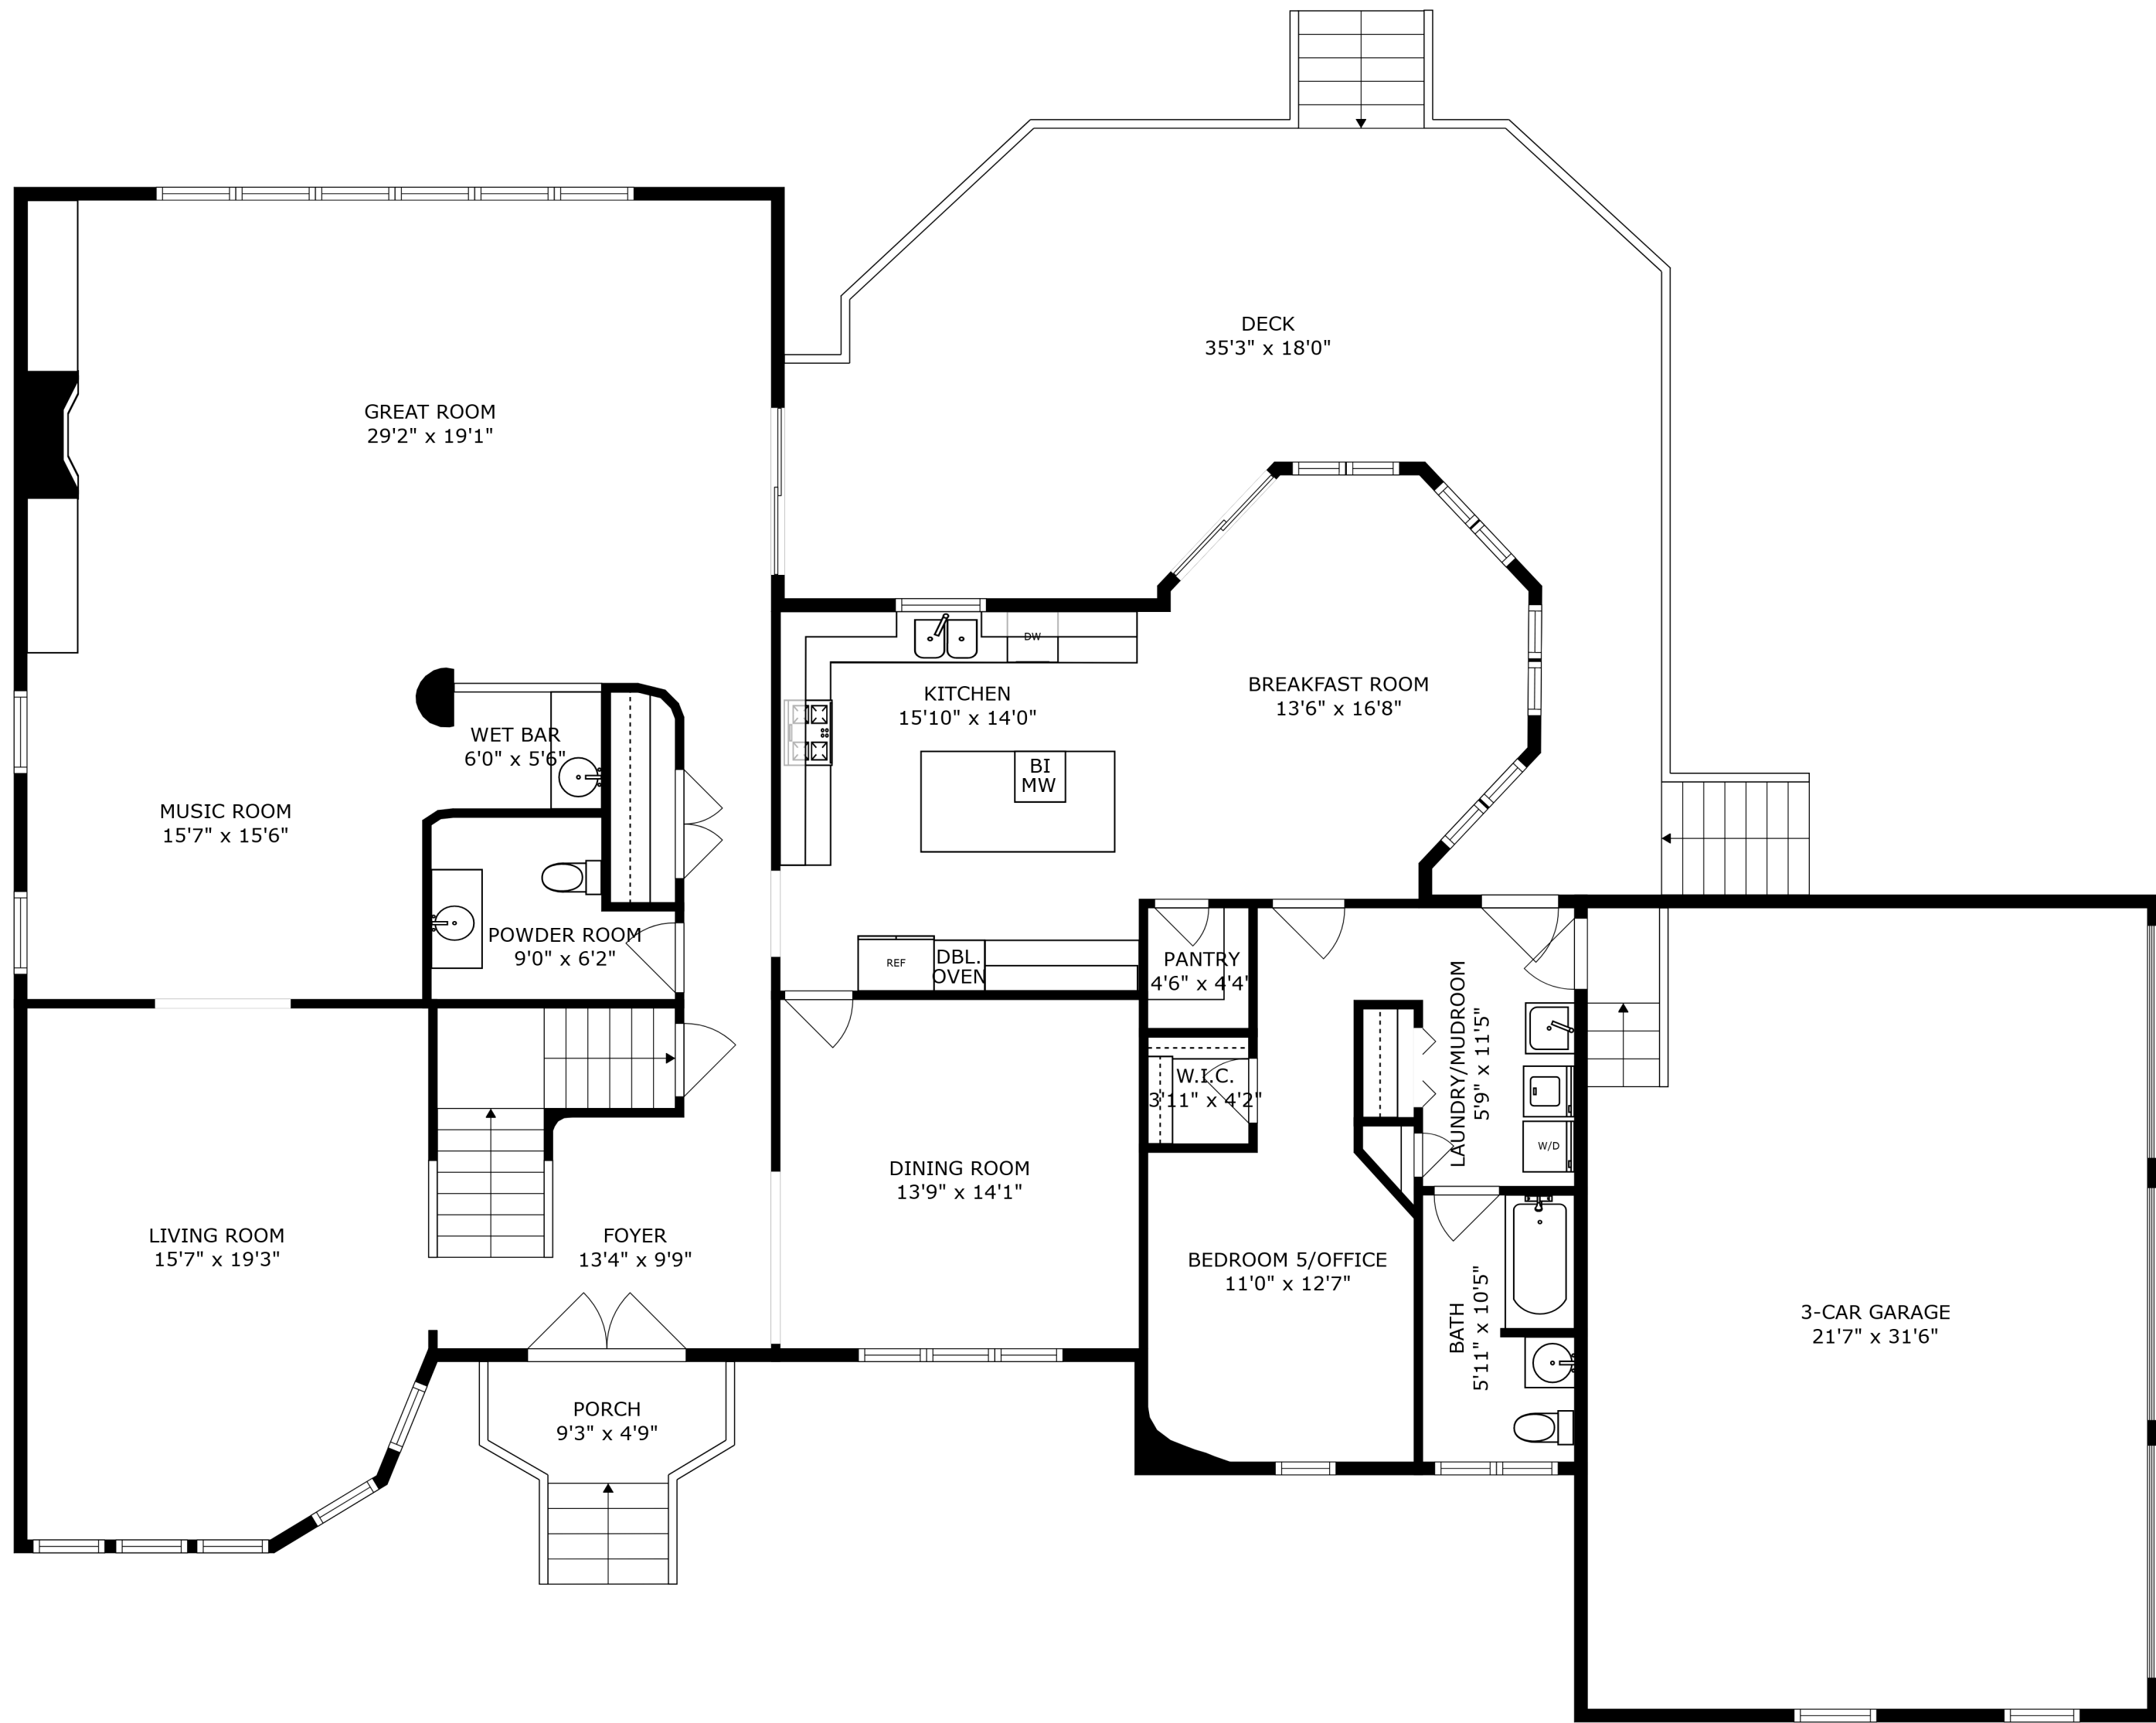 DECK
35'3" x 18'0"
GREAT ROOM
29'2" x 19'1"
KITCHEN
15'10" x 14'0"
DW
BREAKFAST ROOM
13'6" x 16'8"
WET BAR
6'0" x 5'6"
BI
MW
MUSIC ROOM
15'7" x 15'6"
POWDER ROOM
9'0" x 6'2"
REF
DBL.
OVEN
PANTRY
4'6" x 4'4"
W.I.C.
3'11" x 4'2"
LAUNDRY/MUDROOM
5'9" x 11'5"
W/D
DINING ROOM
13'9" x 14'1"
LIVING ROOM
15'7" x 19'3"
FOYER
13'4" x 9'9"
BEDROOM 5/OFFICE
11'0" x 12'7"
BATH
5'11" x 10'5"
3-CAR GARAGE
21'7" x 31'6"
PORCH
9'3" x 4'9"